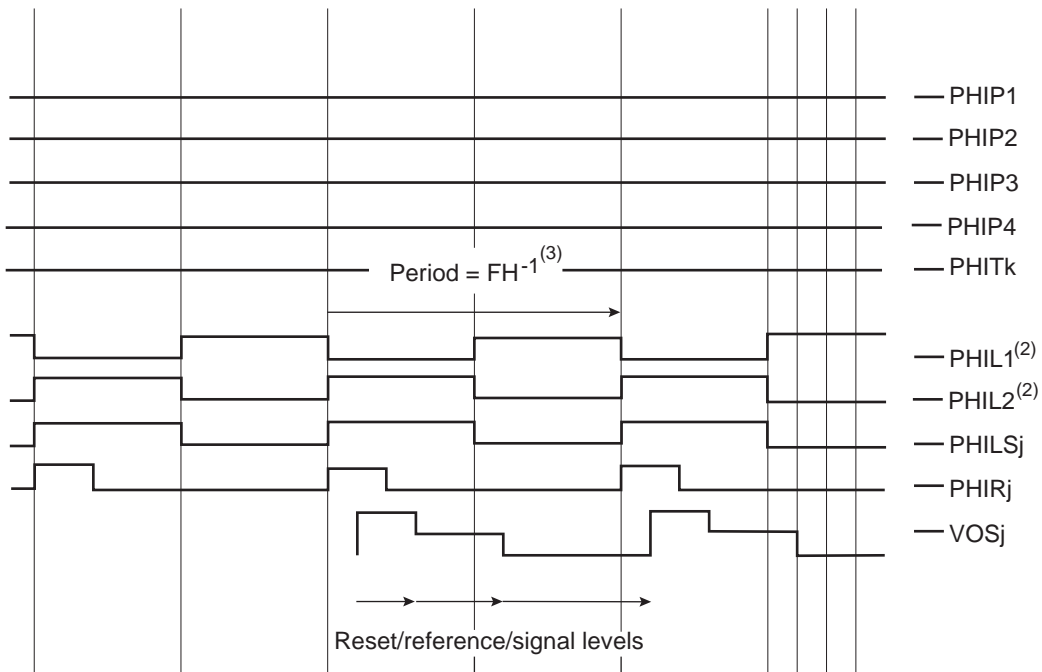 PHIP1
PHIP2
PHIP3
PHIP4
Period = FH-1(3)
PHITk
PHIL1(2)
PHIL2(2)
PHILSj
PHIRj
VOSj
Reset/reference/signal levels